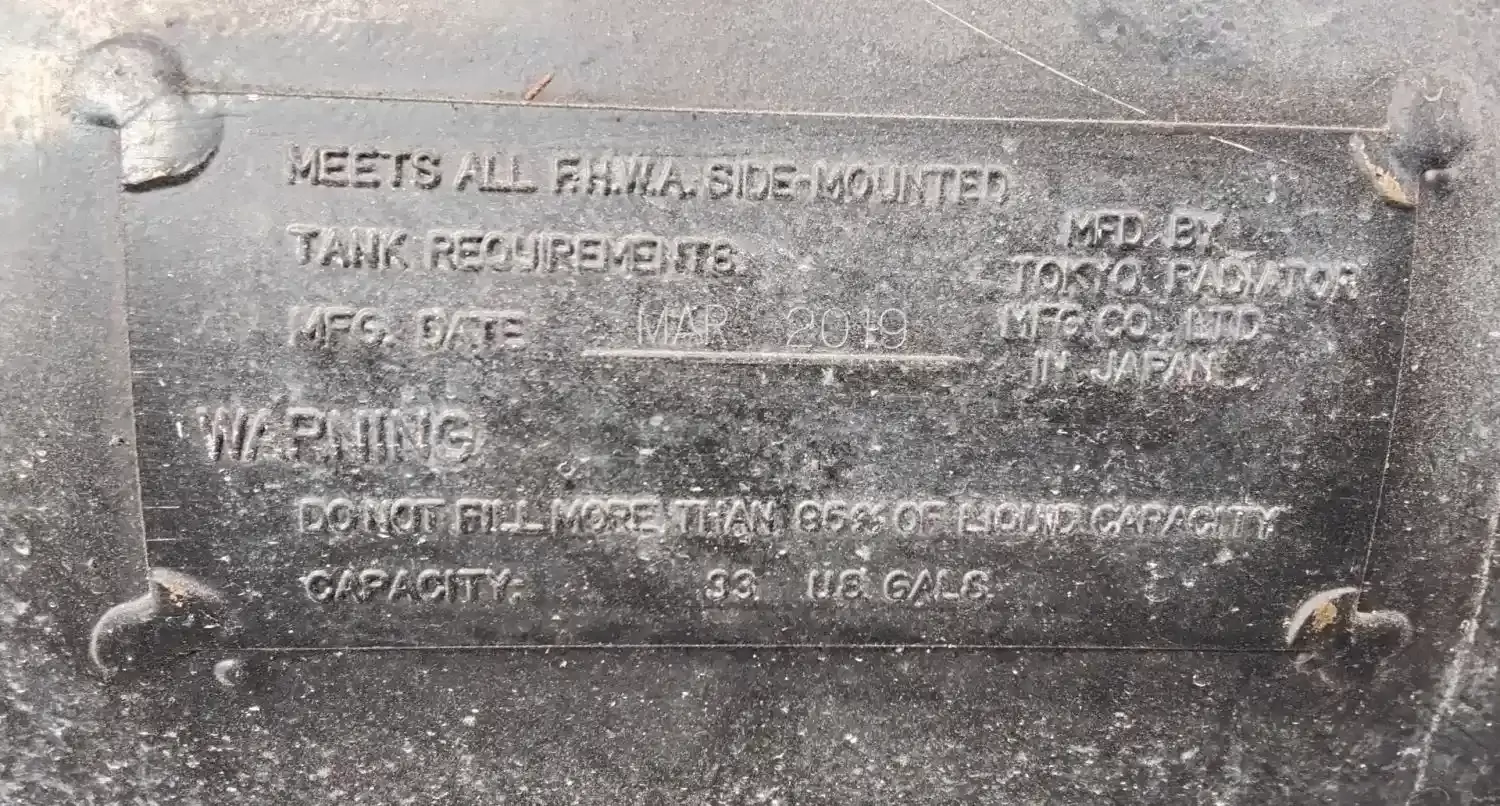 MEETS ALL F.H.W.A. SIDE-MOUNTED
TANK REQUIREMENTS
MFG. DATE MAR 2019
MFD. BY
TOKYO RADIATOR
MFG. CO., LTD.
IN JAPAN
WARNING
DO NOT FILL MORE THAN 95% OF LIQUID CAPACITY
CAPACITY: 33 U.S. GALS.